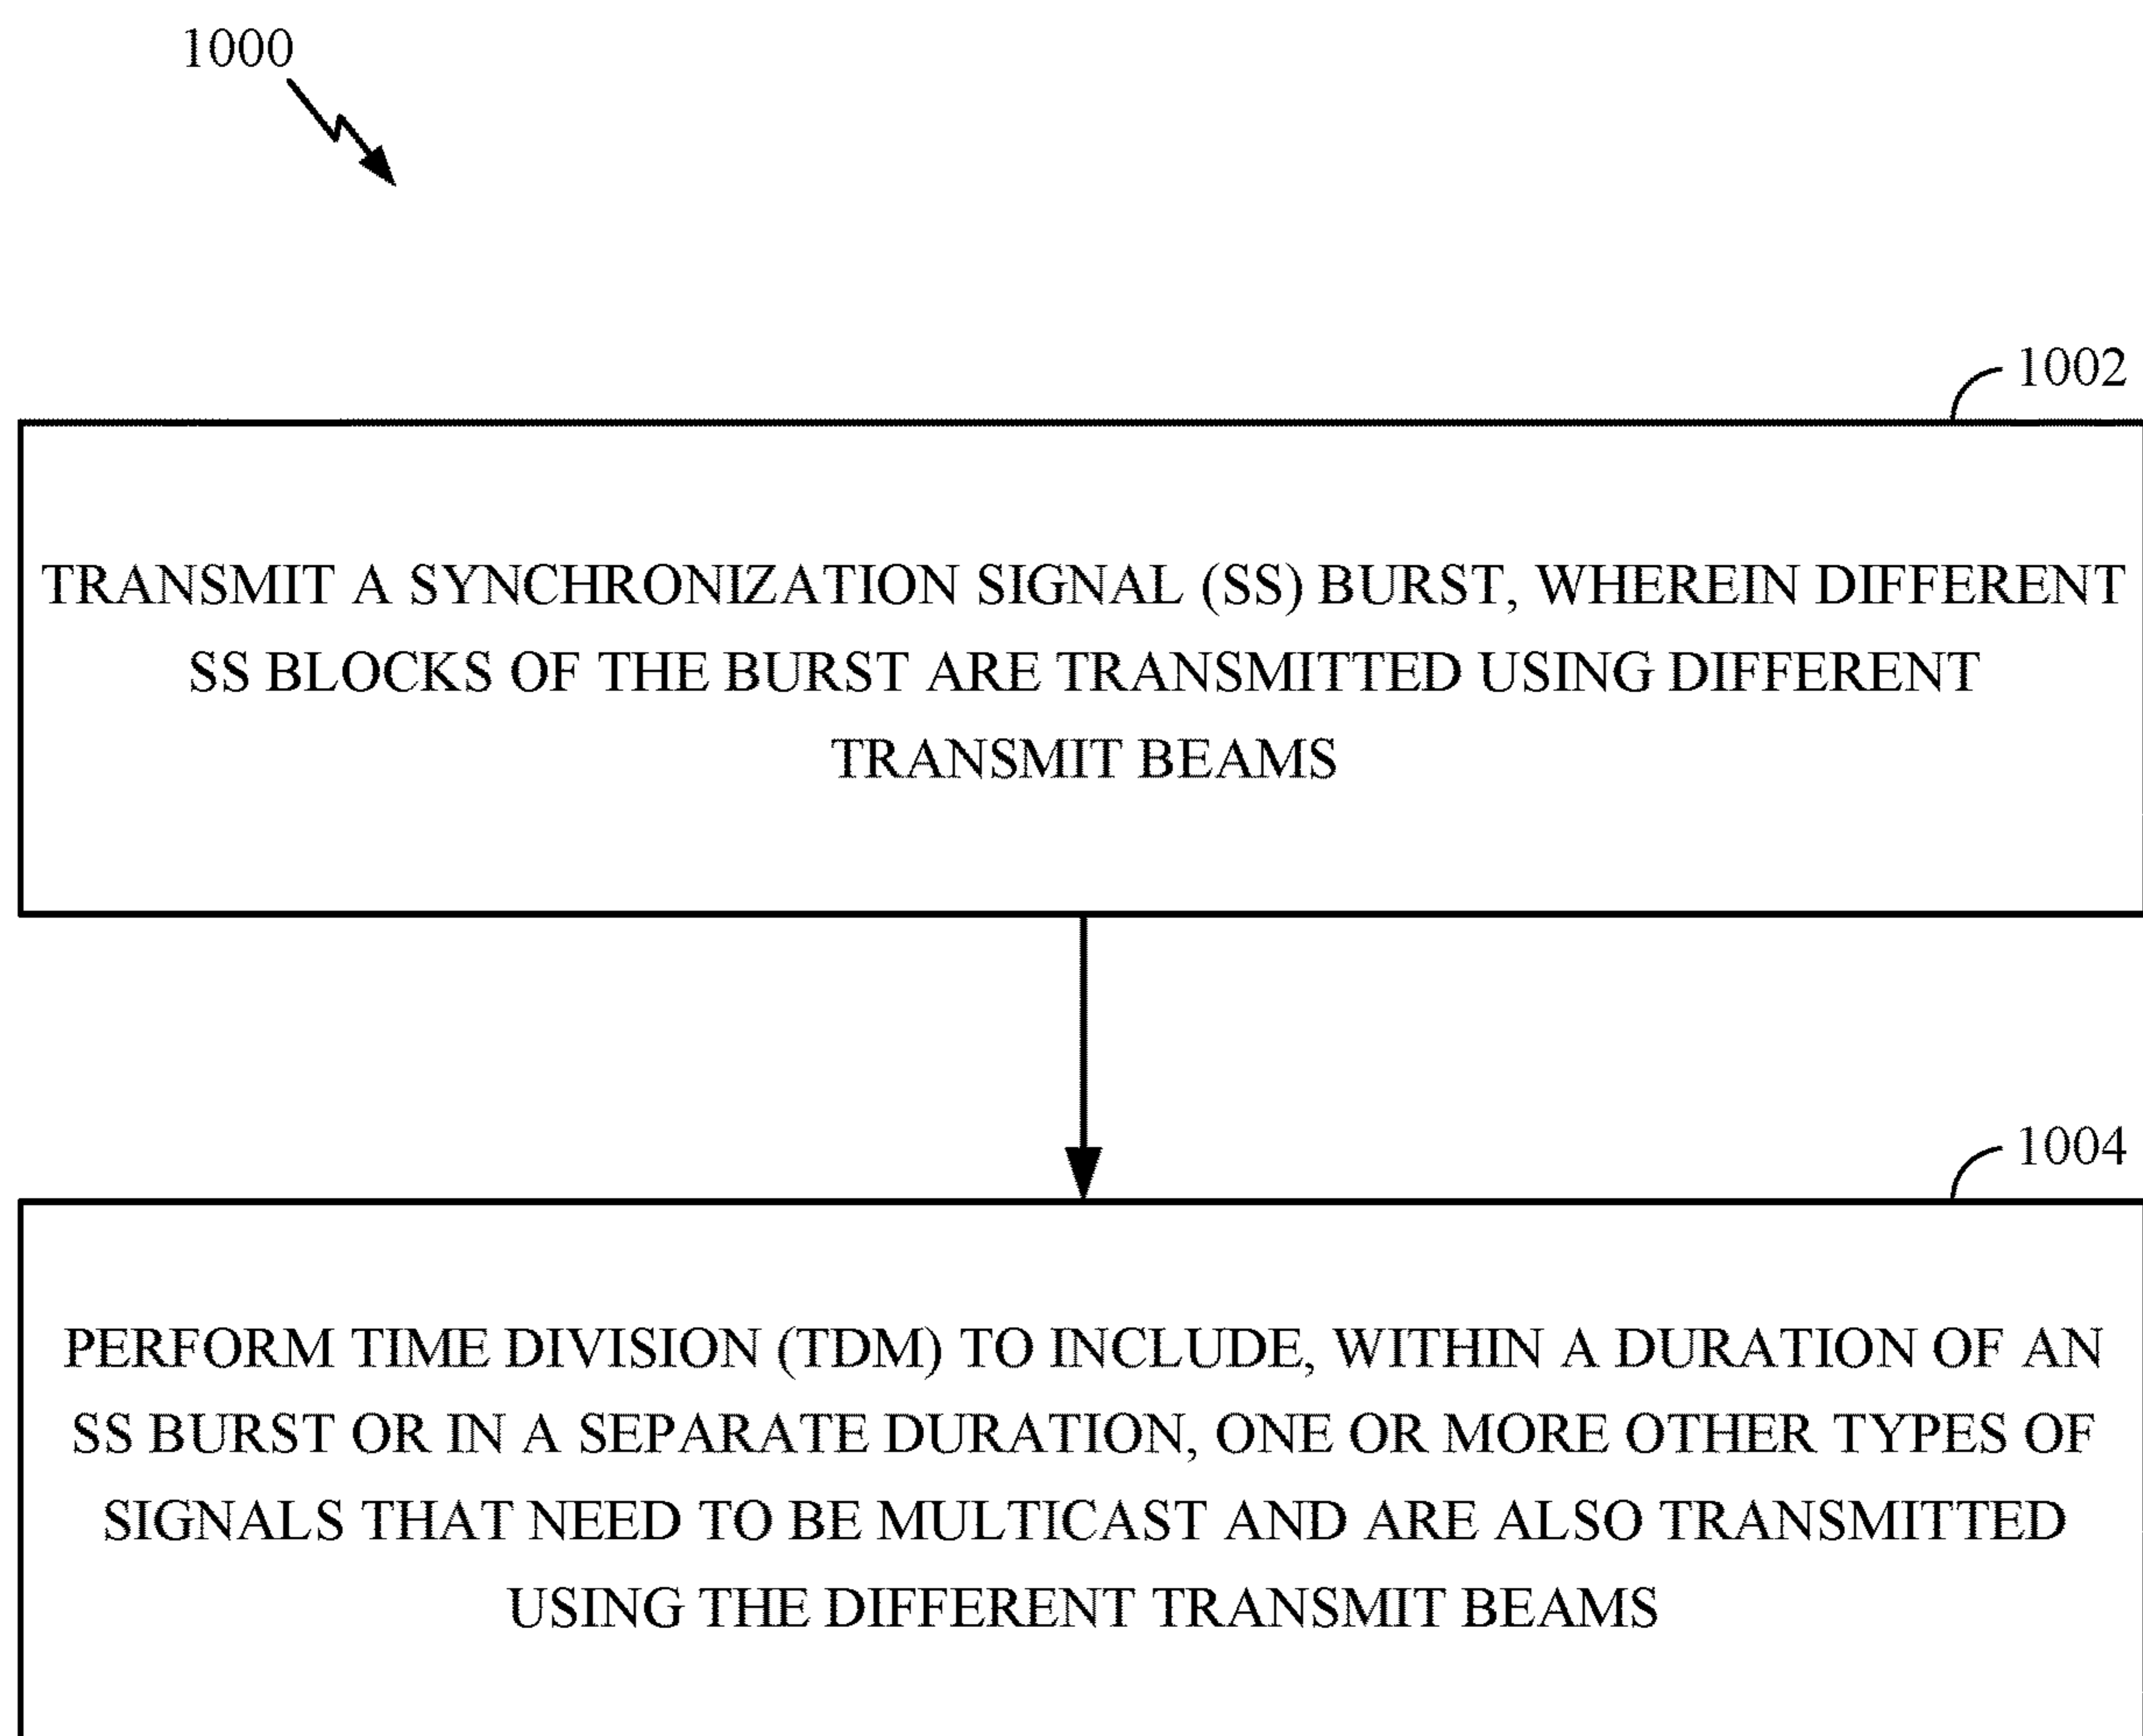 1000
1002
TRANSMIT A SYNCHRONIZATION SIGNAL (SS) BURST, WHEREIN DIFFERENT
SS BLOCKS OF THE BURST ARE TRANSMITTED USING DIFFERENT
TRANSMIT BEAMS
1004
PERFORM TIME DIVISION (TDM) TO INCLUDE, WITHIN A DURATION OF AN
SS BURST OR IN A SEPARATE DURATION, ONE OR MORE OTHER TYPES OF
SIGNALS THAT NEED TO BE MULTICAST AND ARE ALSO TRANSMITTED
USING THE DIFFERENT TRANSMIT BEAMS